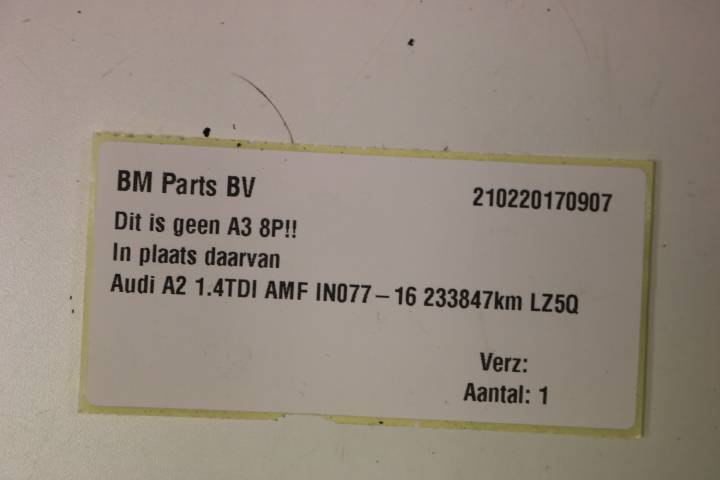 BM Parts BV 210220170907
Dit is geen A3 8P!!
In plaats daarvan
Audi A2 1.4TDI AMF IN077-16 233847km LZ5Q
Verz:
Aantal: 1